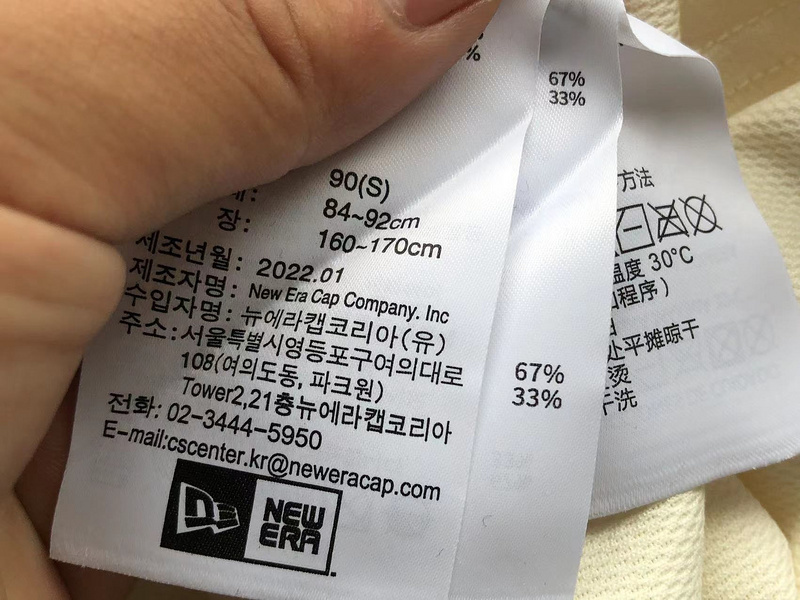 %
67%
33%
90(S)
84~92cm
장: 160~170cm
제조년월: 2022.01
제조자명: New Era Cap Company. Inc
수입자명: 뉴에라캡코리아(유)
주소:서울특별시영등포구여의대로
108(여의도동, 파크원)
Tower2,21층뉴에라캡코리아
전화: 02-3444-5950
E-mail:cscenter.kr@neweracap.com
NEW
ERA
67%
33%
方法
温度 30°C
程序)
平摊晾干
烫
干洗